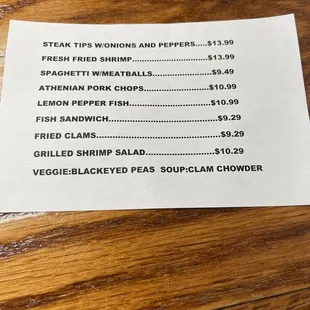 STEAK TIPS W/ONIONS AND PEPPERS.....$13.99
FRESH FRIED SHRIMP.......................$13.99
SPAGHETTI W/MEATBALLS..................$9.49
ATHENIAN PORK CHOPS...................$10.99
LEMON PEPPER FISH........................$10.99
FISH SANDWICH...............................$9.29
FRIED CLAMS..................................$9.29
GRILLED SHRIMP SALAD....................$10.29
VEGGIE:BLACKEYED PEAS SOUP:CLAM CHOWDER